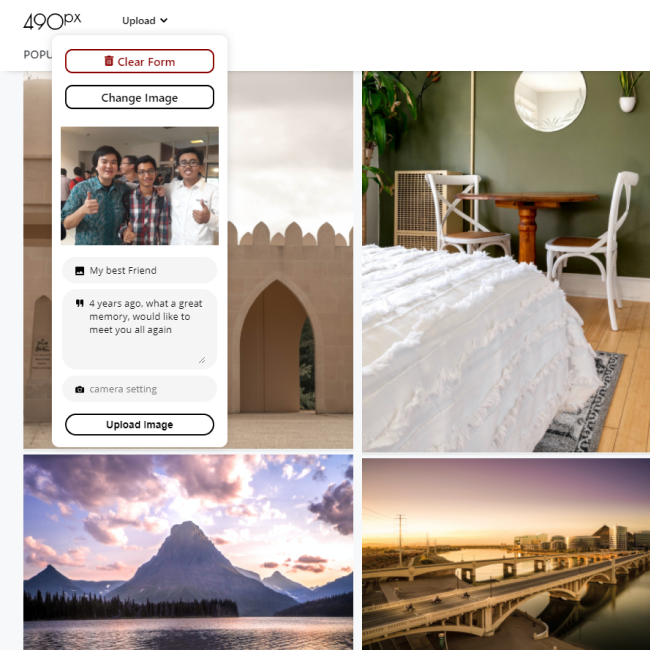 490px
Upload
POPU
Clear Form
Change Image
My best Friend
4 years ago, what a great
memory, would like to
meet you all again
camera setting
Upload Image